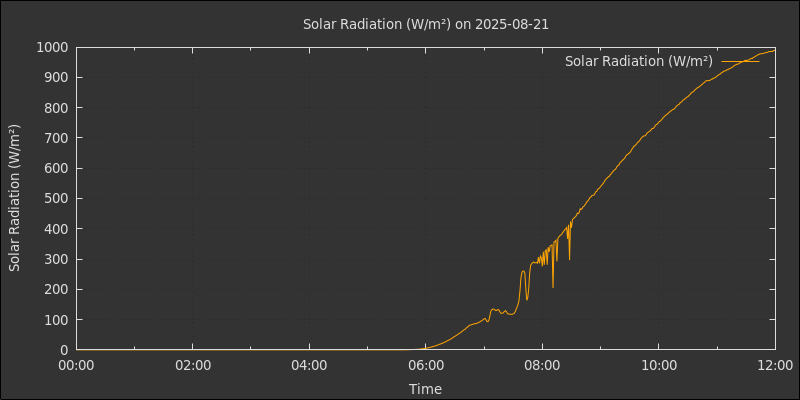 Solar Radiation (W/m²) on 2025-08-21
Solar Radiation (W/m²)
Solar Radiation (W/m²)
1000
900
800
700
600
500
400
300
200
100
0
00:00 02:00 04:00 06:00 08:00 10:00 12:00
Time